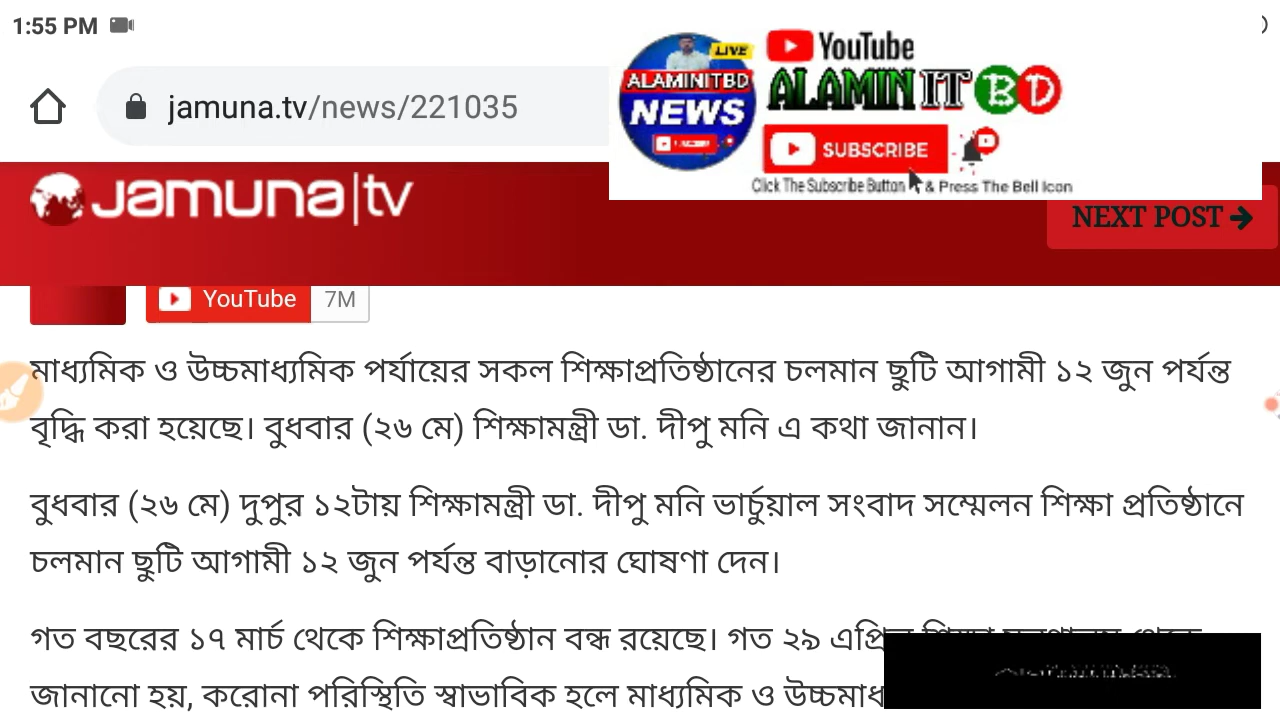 1:55 PM
jamuna.tv/news/221035
LIVE
ALAMINITBD
NEWS
YouTube
ALAMIN IT BD
SUBSCRIBE
Click The Subscribe Button & Press The Bell Icon
Jamuna|tv
NEXT POST
YouTube 7M
মাধ্যমিক ও উচ্চমাধ্যমিক পর্যায়ের সকল শিক্ষাপ্রতিষ্ঠানের চলমান ছুটি আগামী ১২ জুন পর্যন্ত
বৃদ্ধি করা হয়েছে। বুধবার (২৬ মে) শিক্ষামন্ত্রী ডা. দীপু মনি এ কথা জানান।
বুধবার (২৬ মে) দুপুর ১২টায় শিক্ষামন্ত্রী ডা. দীপু মনি ভার্চুয়াল সংবাদ সম্মেলন শিক্ষা প্রতিষ্ঠানে
চলমান ছুটি আগামী ১২ জুন পর্যন্ত বাড়ানোর ঘোষণা দেন।
গত বছরের ১৭ মার্চ থেকে শিক্ষাপ্রতিষ্ঠান বন্ধ রয়েছে। গত ২৯ এপ্রিল
জানানো হয়, করোনা পরিস্থিতি স্বাভাবিক হলে মাধ্যমিক ও